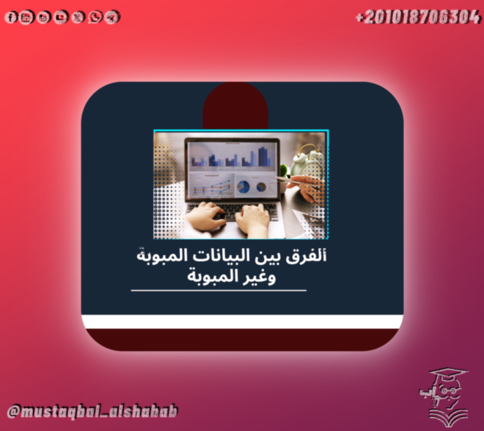 +201018706304
ألفرق بين البيانات المبوبة
وغير المبوبة
@mustaqbal_alshabab